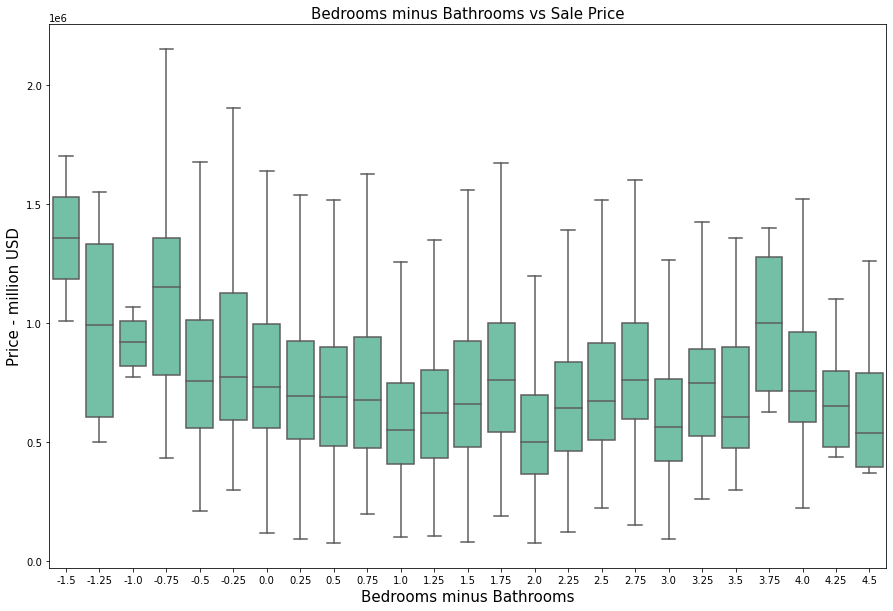 Bedrooms minus Bathrooms vs Sale Price
1e6
2.0
1.5
1.0
0.5
0.0
Price - million USD
-1.5 -1.25 -1.0 -0.75 -0.5 -0.25 0.0 0.25 0.5 0.75 1.0 1.25 1.5 1.75 2.0 2.25 2.5 2.75 3.0 3.25 3.5 3.75 4.0 4.25 4.5
Bedrooms minus Bathrooms